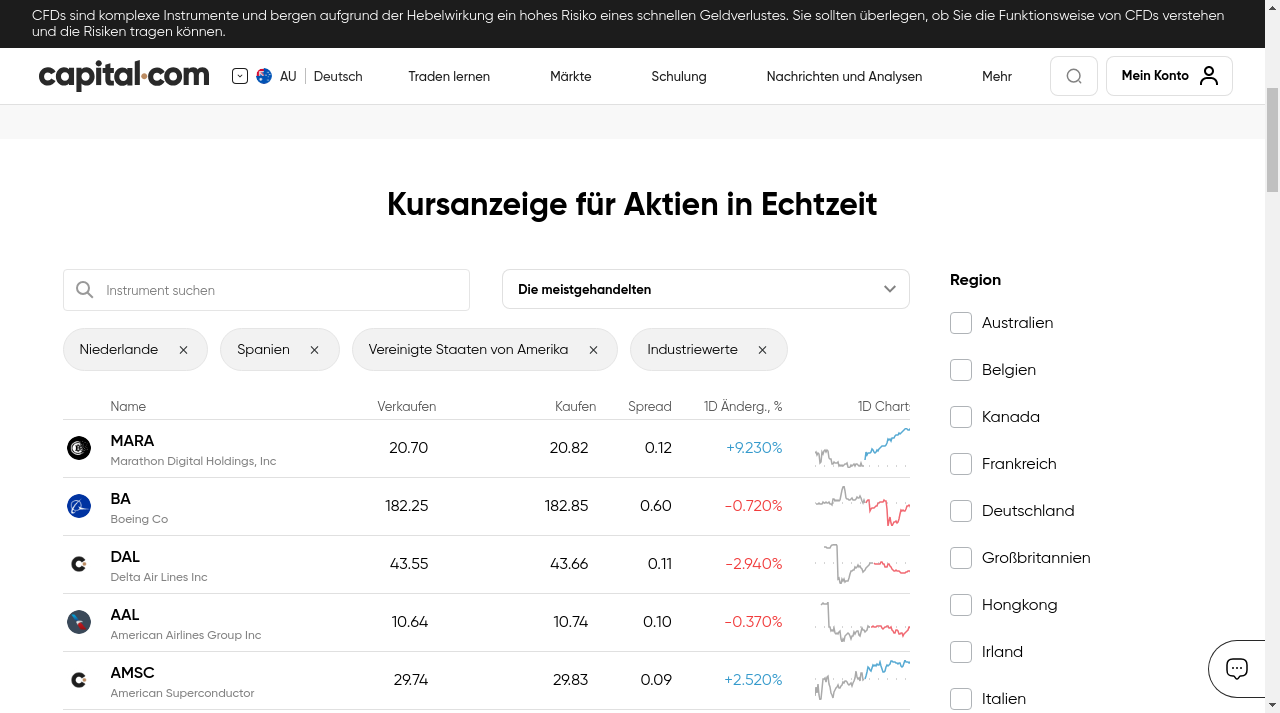 CFDs sind komplexe Instrumente und bergen aufgrund der Hebelwirkung ein hohes Risiko eines schnellen Geldverlustes. Sie sollten überlegen, ob Sie die Funktionsweise von CFDs verstehen
und die Risiken tragen können.
capital.com AU Deutsch Traden lernen Märkte Schulung Nachrichten und Analysen Mehr Mein Konto
Kursanzeige für Aktien in Echtzeit
Instrument suchen Die meistgehandelten Region
Australien
Niederlande Spanien Vereinigte Staaten von Amerika Industriewerte
Belgien
Name Verkaufen Kaufen Spread 1D Änderg., % 1D Chart
Kanada
MARA 20.70 20.82 0.12 +9.230%
Marathon Digital Holdings, Inc
Frankreich
BA 182.25 182.85 0.60 -0.720%
Boeing Co
Deutschland
DAL 43.55 43.66 0.11 -2.940%
Delta Air Lines Inc
Großbritannien
AAL 10.64 10.74 0.10 -0.370%
American Airlines Group Inc
Hongkong
Irland
AMSC 29.74 29.83 0.09 +2.520%
American Superconductor
Italien